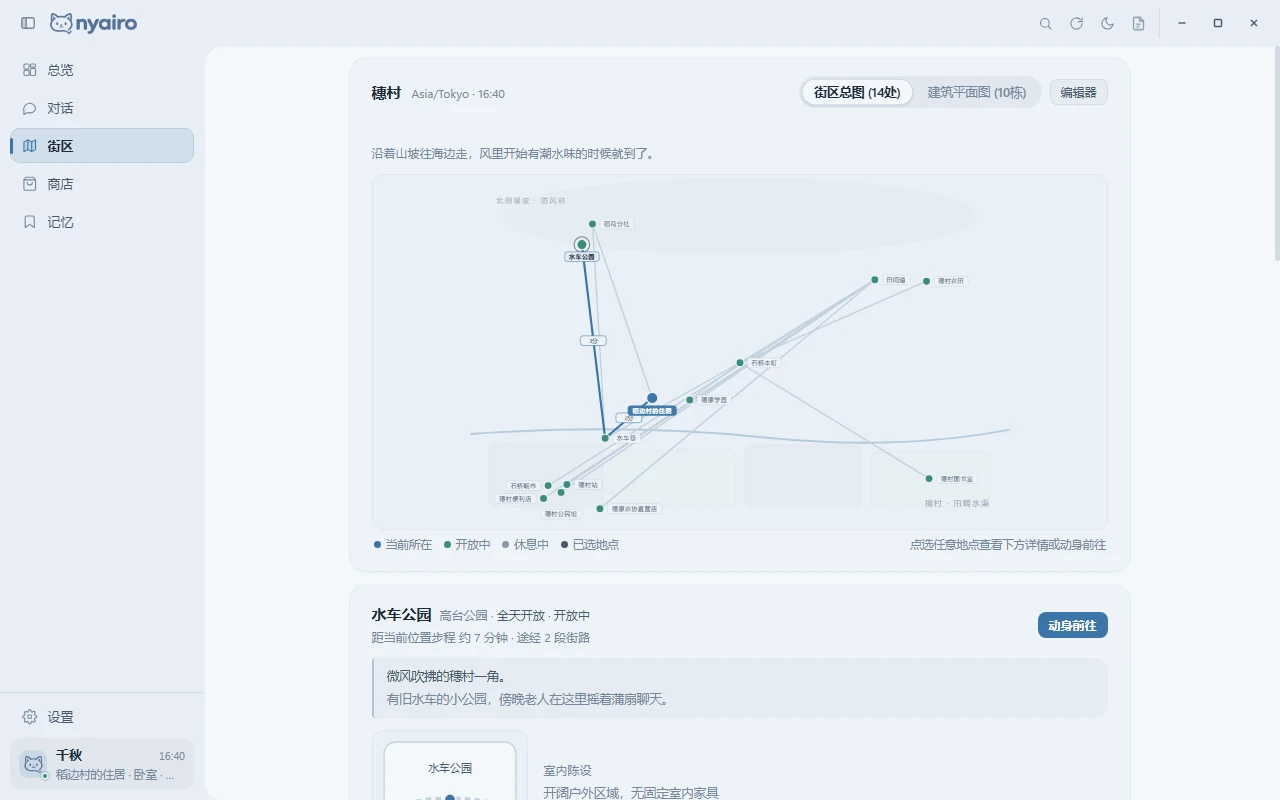 nyairo
总览
对话
街区
商店
记忆
设置
千秋
16:40
稻边村的住居 · 卧室 · ...
穗村 Asia/Tokyo · 16:40
街区总图 (14处)
建筑平面图 (10栋)
编辑器
沿着山坡往海边走，风里开始有潮水味的时候就到了。
北侧缓坡 · 防风林
稻荷分社
水车公园
田间道
穗村农田
石桥本町
穗原学园
稻边村的住居
2分
水车巷
石桥朝市
穗村站
穗村便利店
穗村公民馆
穗原农协直营店
穗村图书室
穗村 · 田畴水渠
当前所在
开放中
休息中
已选地点
点选任意地点查看下方详情或动身前往
水车公园 高台公园 · 全天开放 · 开放中
距当前位置步程 约 7 分钟 · 途经 2 段街路
动身前往
微风吹拂的穗村一角。
有旧水车的小公园，傍晚老人在这里摇着蒲扇聊天。
水车公园
室内陈设
开阔户外区域，无固定室内家具